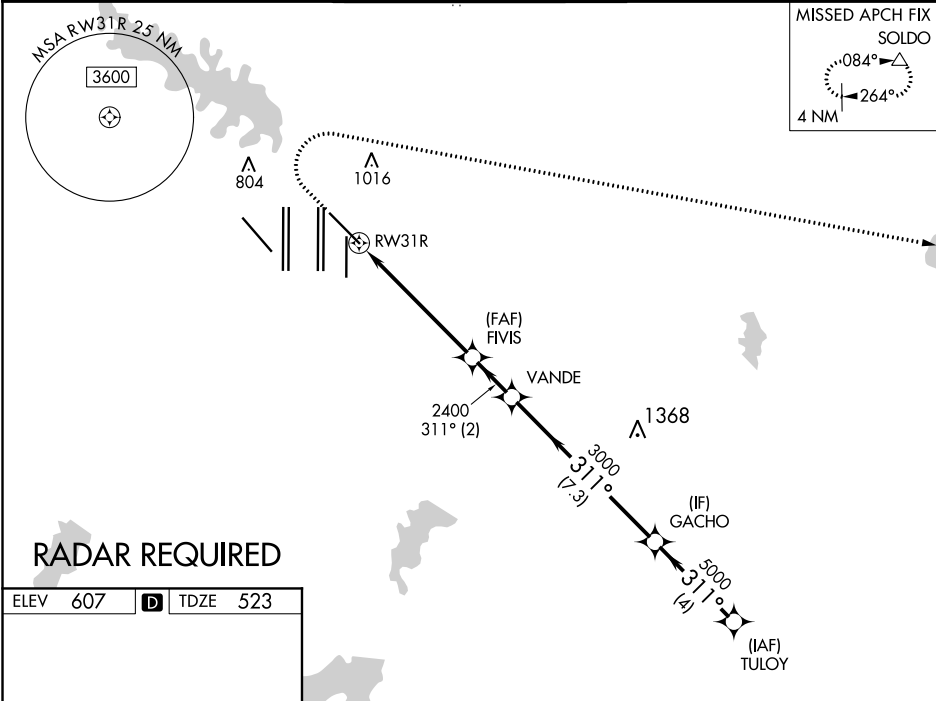 MSA RW31R 25 NM
3600
MISSED APCH FIX
SOLDO
084°
264°
4 NM
804
1016
RW31R
(FAF)
FIVIS
VANDE
2400
311° (2)
1368
3000
311°
(7.3)
(IF)
GACHO
5000
311°
(4)
(IAF)
TULOY
RADAR REQUIRED
ELEV 607 D TDZE 523